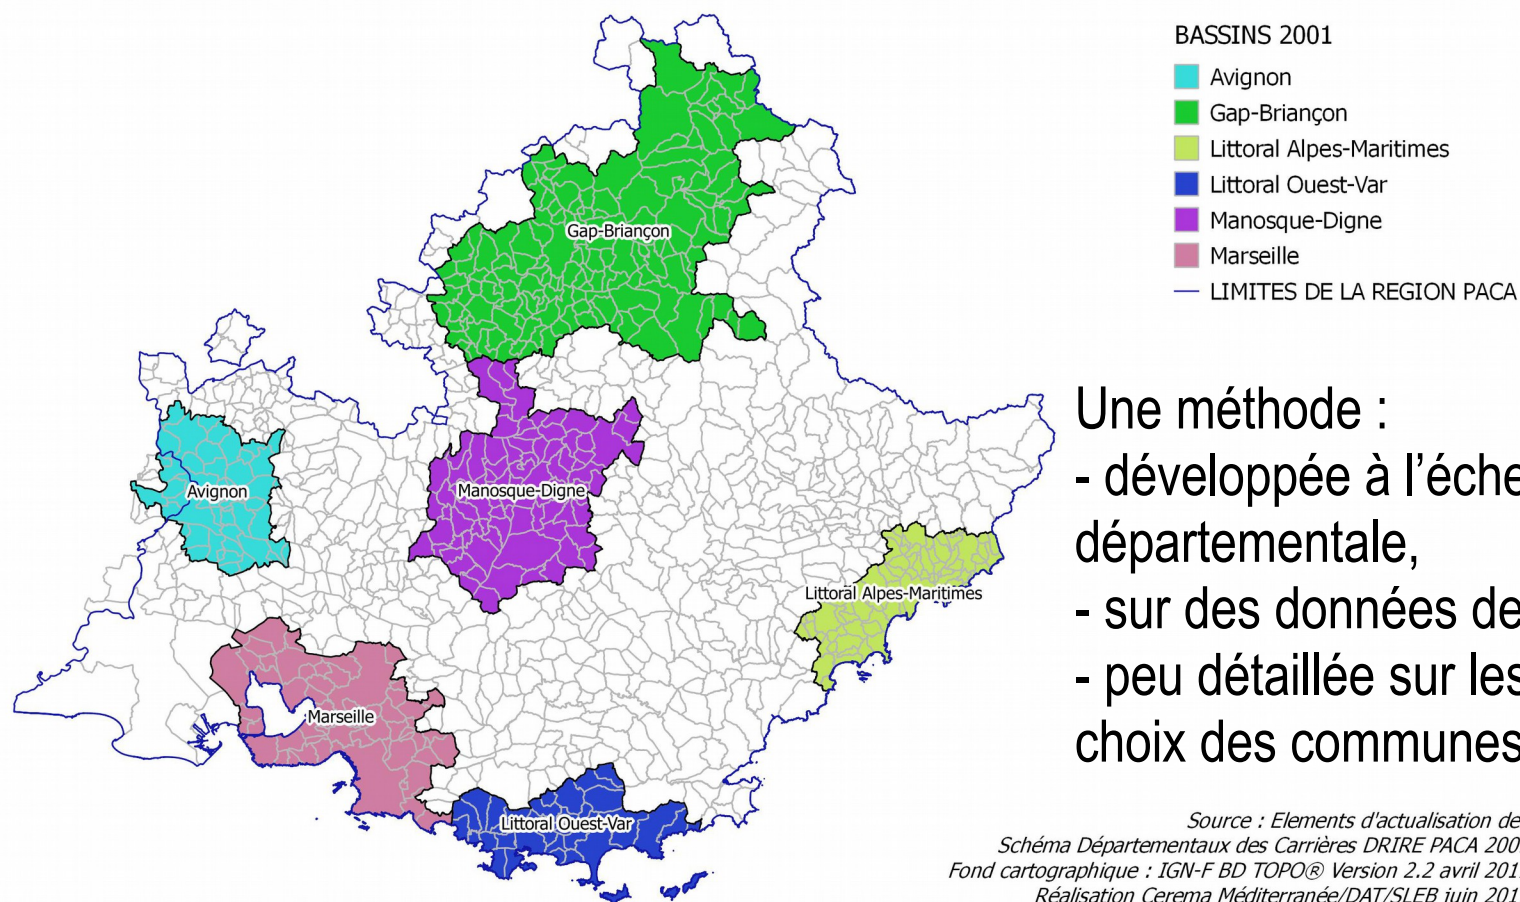 BASSINS 2001
Avignon
Gap-Briançon
Littoral Alpes-Maritimes
Littoral Ouest-Var
Manosque-Digne
Marseille
LIMITES DE LA REGION PACA
Gap-Briançon
Avignon
Manosque-Digne
Littoral Alpes-Maritimes
Marseille
Littoral Ouest-Var
Une méthode :
- développée à l’éche
départementale,
- sur des données de
- peu détaillée sur les
choix des communes
Source : Elements d'actualisation de
Schéma Départementaux des Carrières DRIRE PACA 200
Fond cartographique : IGN-F BD TOPO® Version 2.2 avril 201
Réalisation Cerema Méditerranée/DAT/SLEB juin 201